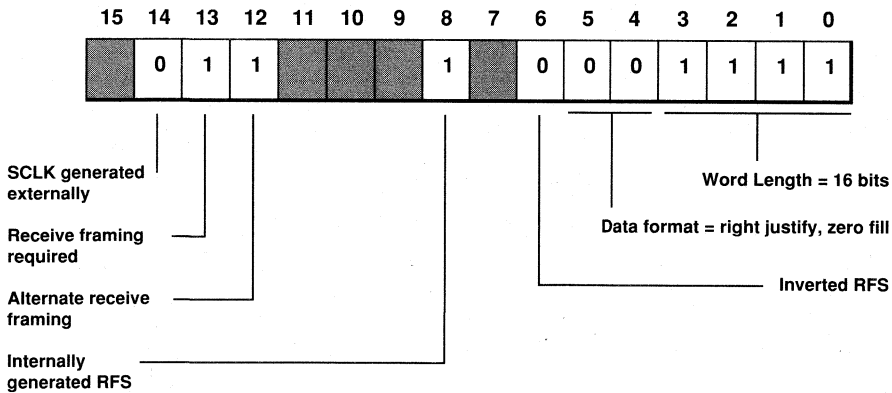 15 14 13 12 11 10 9 8 7 6 5 4 3 2 1 0
0 1 1 1 0 0 0 1 1 1 1
SCLK generated
externally
Receive framing
required
Alternate receive
framing
Internally
generated RFS
Word Length = 16 bits
Data format = right justify, zero fill
Inverted RFS